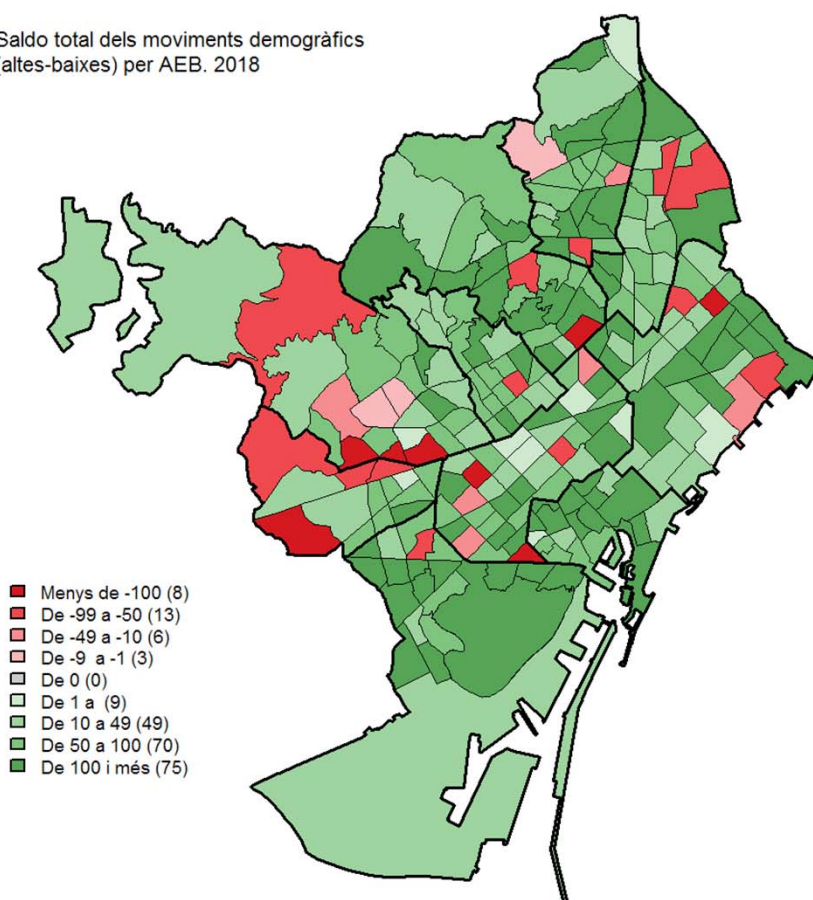 Saldo total dels moviments demogràfics
(altes-baixes) per AEB. 2018
Menys de -100 (8)
De -99 a -50 (13)
De -49 a -10 (6)
De -9 a -1 (3)
De 0 (0)
De 1 a (9)
De 10 a 49 (49)
De 50 a 100 (70)
De 100 i més (75)